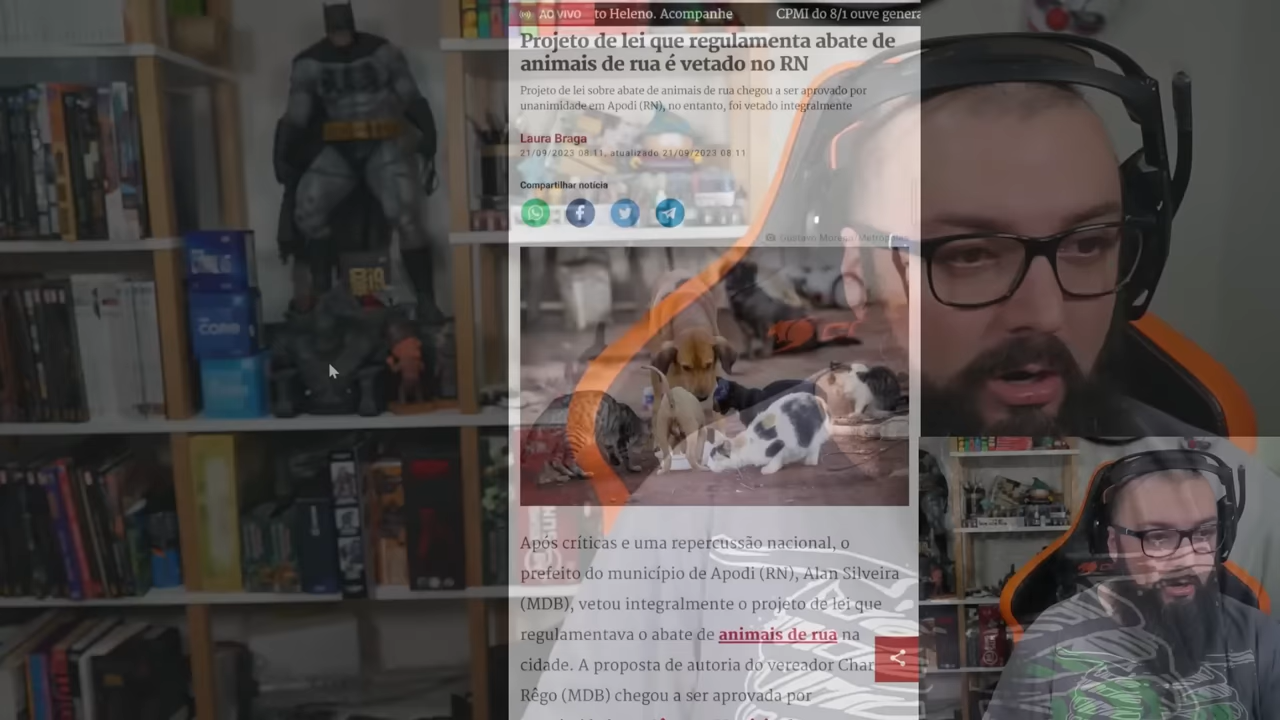 AO VIVO to Heleno. Acompanhe CPMI do 8/1 ouve genera
Projeto de lei que regulamenta abate de
animais de rua é vetado no RN
Projeto de lei sobre abate de animais de rua chegou a ser aprovado por
unanimidade em Apodi (RN), no entanto, foi vetado integralmente
Laura Braga
21/09/2023 08:11, atualizado 21/09/2023 08:11
Compartilhar notícia
Gustavo Moreno/Metrópoles
CORE
Após críticas e uma repercussão nacional, o
prefeito do município de Apodi (RN), Alan Silveira
(MDB), vetou integralmente o projeto de lei que
regulamentava o abate de animais de rua na
cidade. A proposta de autoria do vereador Char
Rêgo (MDB) chegou a ser aprovada por